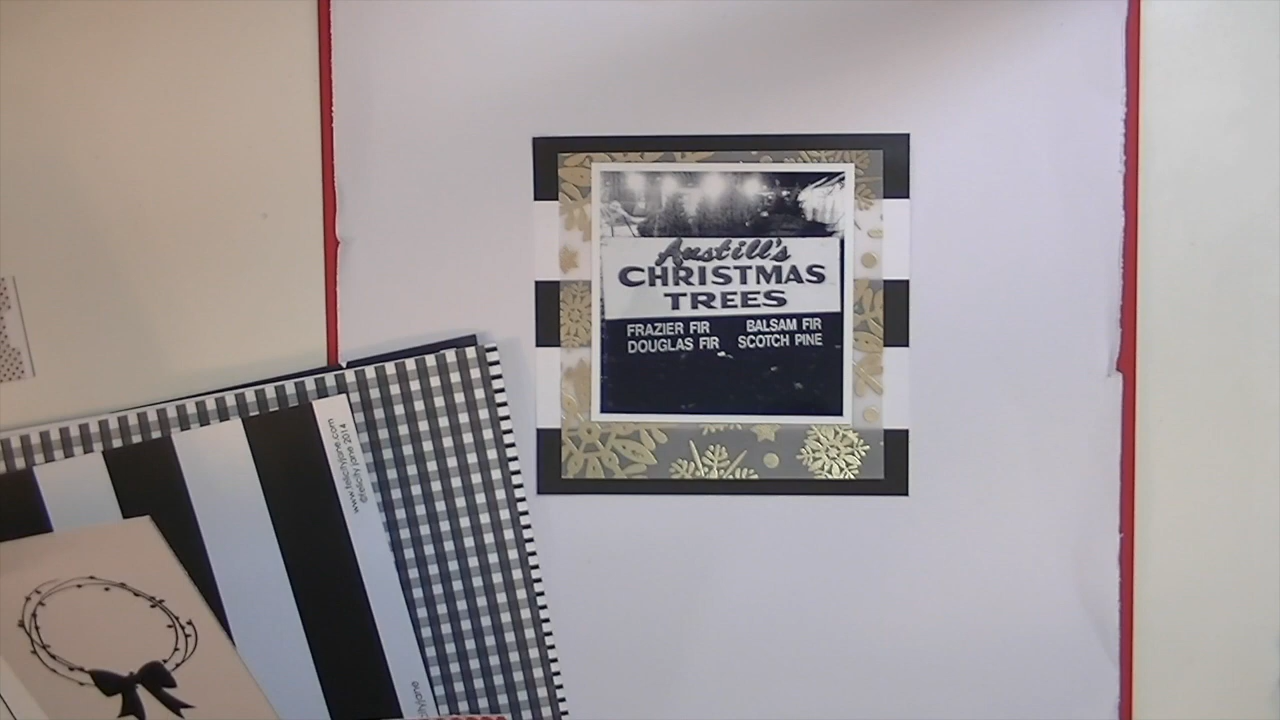 Austill's
CHRISTMAS
TREES
FRAZIER FIR BALSAM FIR
DOUGLAS FIR SCOTCH PINE
www.felicityjane.com
©felicity jane 2014